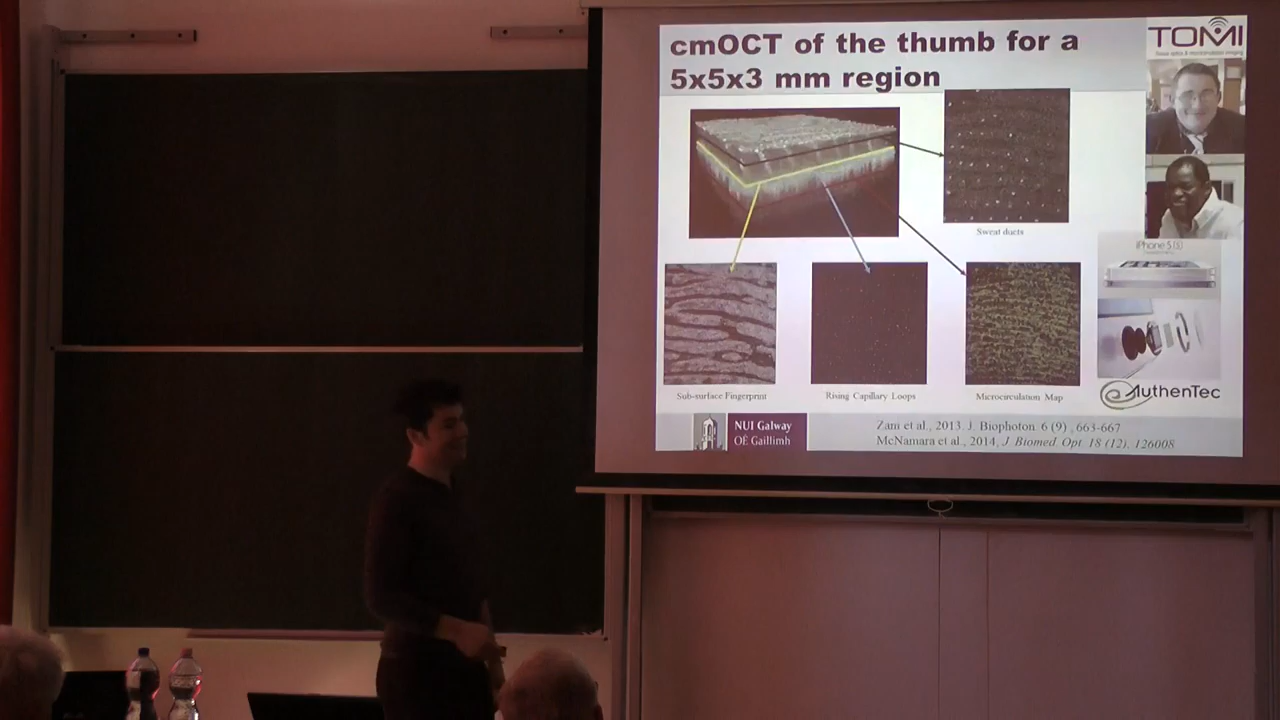 cmOCT of the thumb for a
5x5x3 mm region
TOMI
Sweat ducts
iPhone 5 (S)
Sub-surface Fingerprint
Rising Capillary Loops
Microcirculation Map
AuthenTec
NUI Galway
OÉ Gaillimh
Zam et al., 2013. J. Biophoton. 6 (9) , 663-667
McNamara et al., 2014, J. Biomed. Opt. 18 (12), 126008